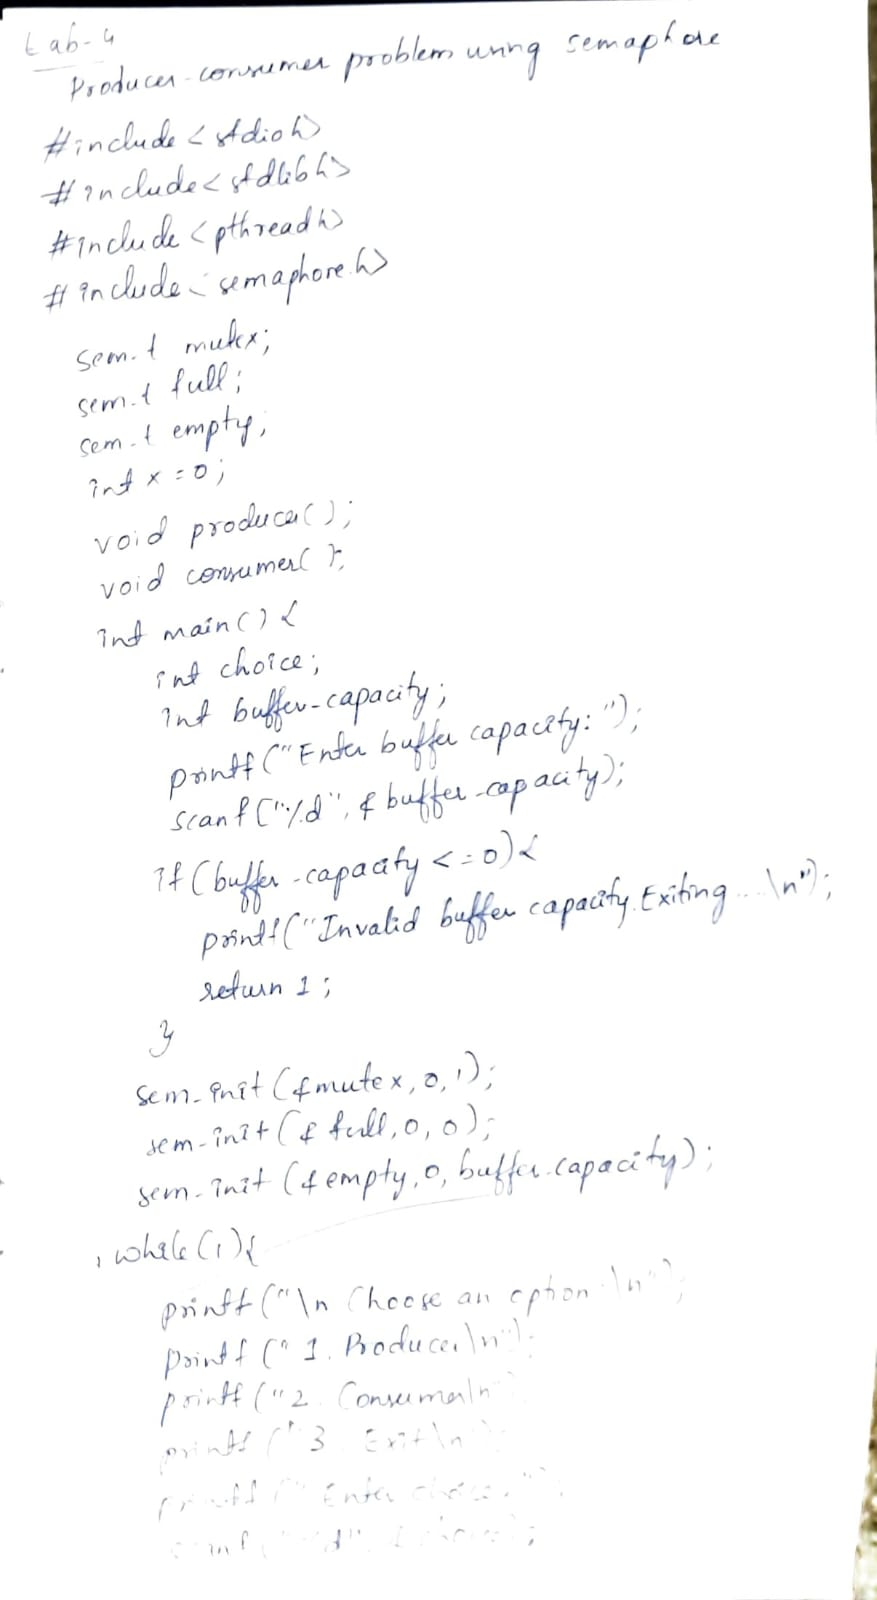 Lab-4
Producer-consumer problem using semaphore
#include <stdio.h>
#include <stdlib.h>
#include <pthread.h>
#include <semaphore.h>
sem_t mutex;
sem_t full;
sem_t empty;
int x = 0;
void producer();
void consumer();
int main() {
int choice;
int buffer_capacity;
printf("Enter buffer capacity: ");
scanf("%d", &buffer_capacity);
if (buffer_capacity <= 0) {
printf("Invalid buffer capacity. Exiting...\n");
return 1;
}
sem_init(&mutex, 0, 1);
sem_init(&full, 0, 0);
sem_init(&empty, 0, buffer_capacity);
while(1){
printf("\n Choose an option \n");
printf("1. Producer\n");
printf("2. Consumer\n"
printf("3. Exit\n"
printf(" Enter choice
d"